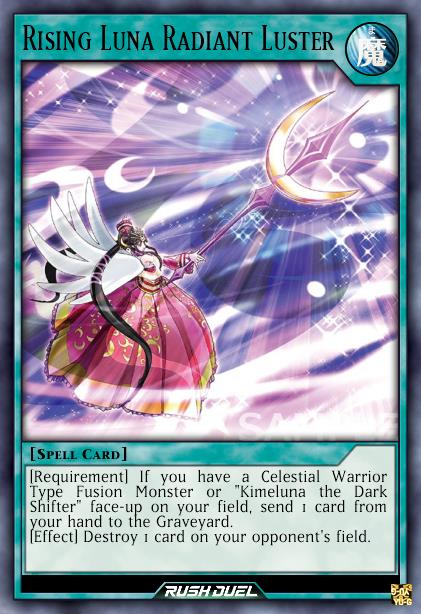 Rising Luna Radiant Luster
ま
魔
[Spell Card]
[Requirement] If you have a Celestial Warrior
Type Fusion Monster or "Kimeluna the Dark
Shifter" face-up on your field, send 1 card from
your hand to the Graveyard.
[Effect] Destroy 1 card on your opponent's field.
RUSH DUEL